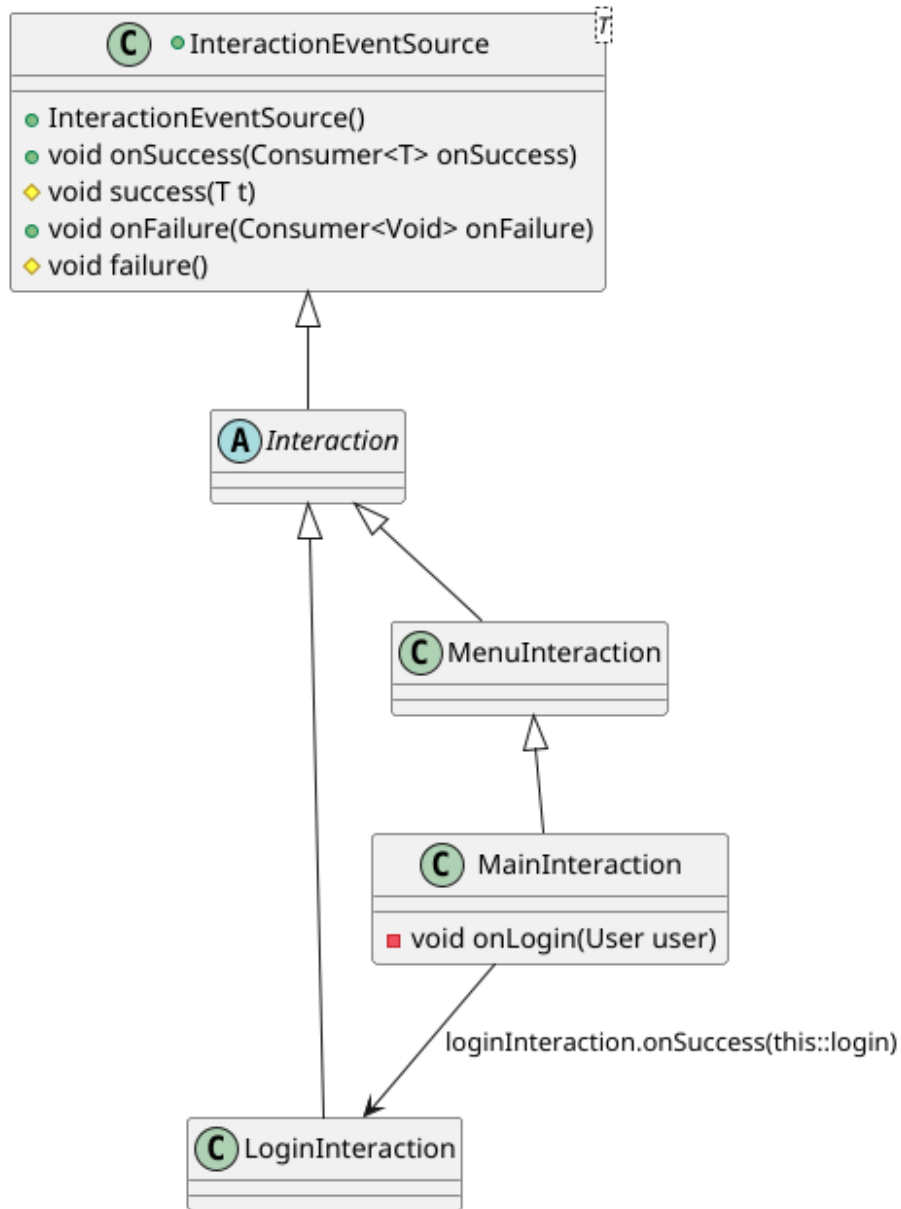 C InteractionEventSource
T
InteractionEventSource()
void onSuccess(Consumer<T> onSuccess)
void success(T t)
void onFailure(Consumer<Void> onFailure)
void failure()
A Interaction
C MenuInteraction
C MainInteraction
void onLogin(User user)
loginInteraction.onSuccess(this::login)
C LoginInteraction